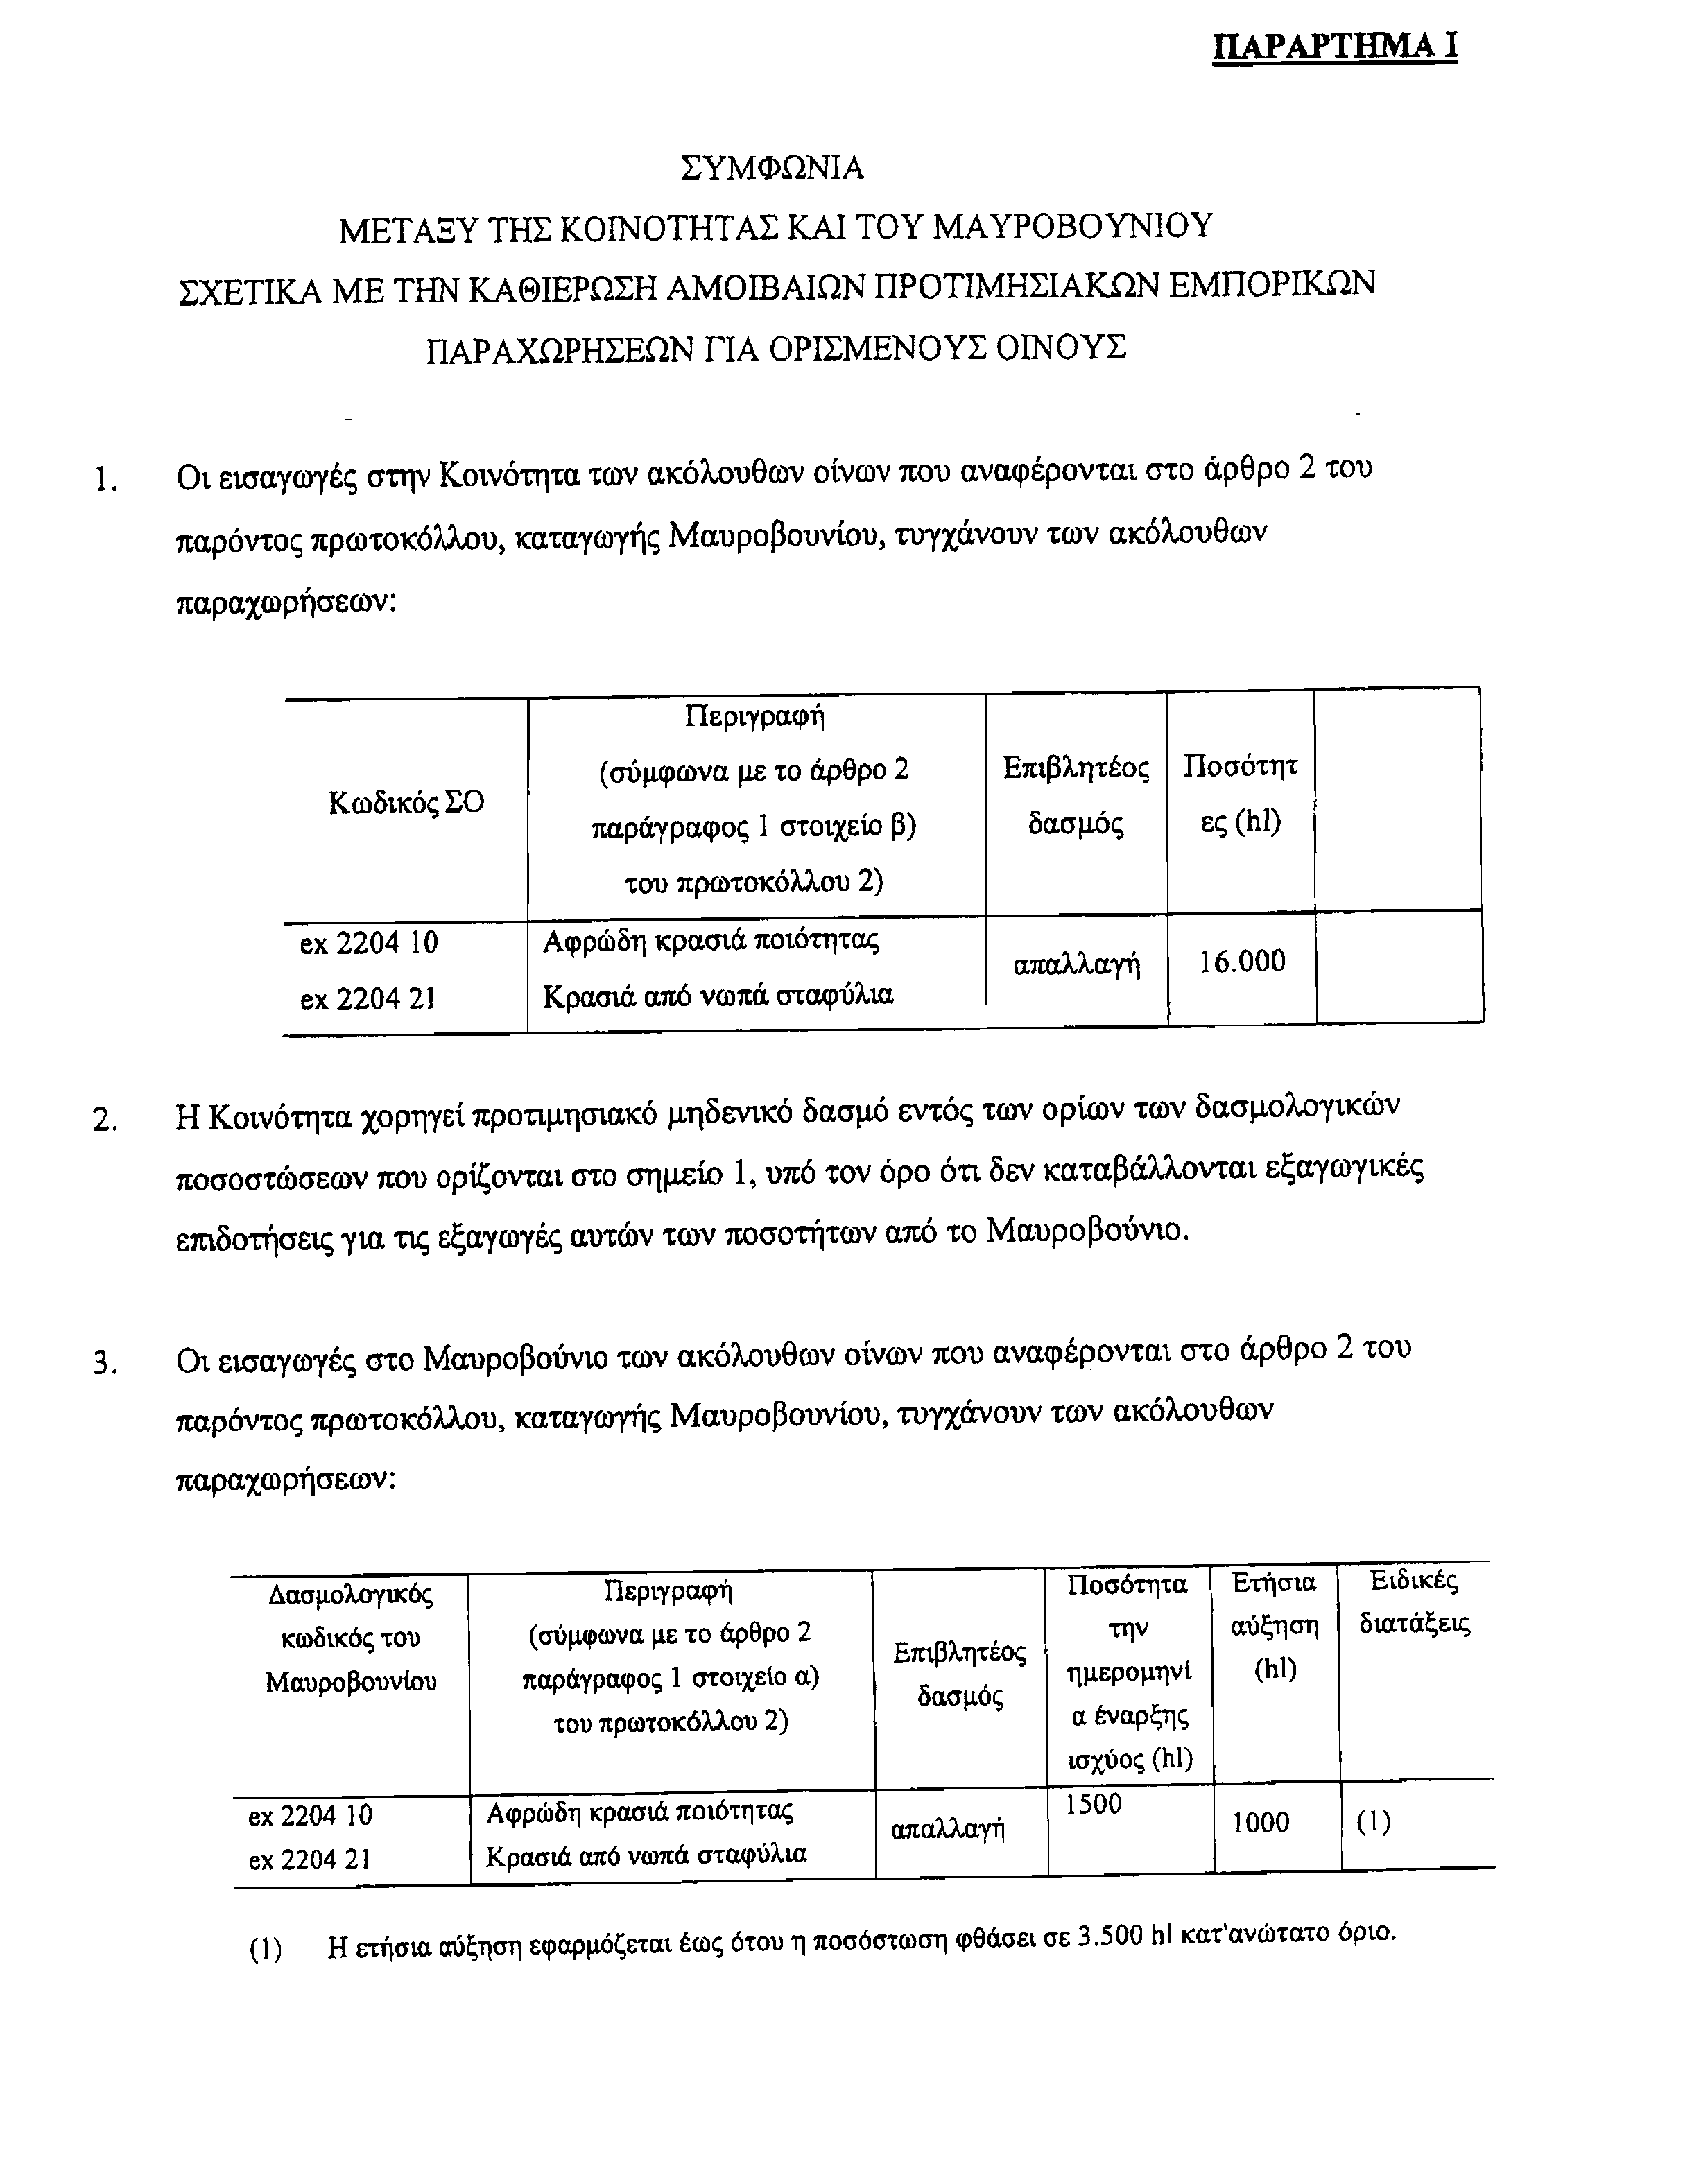 ΠΑΡΑΡΤΗΜΑ Ι
ΣΥΜΦΩΝΙΑ
ΜΕΤΑΞΥ ΤΗΣ ΚΟΙΝΟΤΗΤΑΣ ΚΑΙ ΤΟΥ ΜΑΥΡΟΒΟΥΝΙΟΥ
ΣΧΕΤΙΚΑ ΜΕ ΤΗΝ ΚΑΘΙΕΡΩΣΗ ΑΜΟΙΒΑΙΩΝ ΠΡΟΤΙΜΗΣΙΑΚΩΝ ΕΜΠΟΡΙΚΩΝ
ΠΑΡΑΧΩΡΗΣΕΩΝ ΓΙΑ ΟΡΙΣΜΕΝΟΥΣ ΟΙΝΟΥΣ
1. Οι εισαγωγές στην Κοινότητα των ακόλουθων οίνων που αναφέρονται στο άρθρο 2 του
παρόντος πρωτοκόλλου, καταγωγής Μαυροβουνίου, τυγχάνουν των ακόλουθων
παραχωρήσεων:
Κωδικός ΣΟ
Περιγραφή
(σύμφωνα με το άρθρο 2
παράγραφος 1 στοιχείο β)
του πρωτοκόλλου 2)
Επιβλητέος
δασμός
Ποσότητ
ες (hl)
ex 2204 10
ex 2204 21
Αφρώδη κρασιά ποιότητας
Κρασιά από νωπά σταφύλια
απαλλαγή
16.000
2. Η Κοινότητα χορηγεί προτιμησιακό μηδενικό δασμό εντός των ορίων των δασμολογικών
ποσοστώσεων που ορίζονται στο σημείο 1, υπό τον όρο ότι δεν καταβάλλονται εξαγωγικές
επιδοτήσεις για τις εξαγωγές αυτών των ποσοτήτων από το Μαυροβούνιο.
3. Οι εισαγωγές στο Μαυροβούνιο των ακόλουθων οίνων που αναφέρονται στο άρθρο 2 του
παρόντος πρωτοκόλλου, καταγωγής Μαυροβουνίου, τυγχάνουν των ακόλουθων
παραχωρήσεων:
Δασμολογικός
κωδικός του
Μαυροβουνίου
Περιγραφή
(σύμφωνα με το άρθρο 2
παράγραφος 1 στοιχείο α)
του πρωτοκόλλου 2)
Επιβλητέος
δασμός
Ποσότητα
την
ημερομηνί
α έναρξης
ισχύος (hl)
Ετήσια
αύξηση
(hl)
Ειδικές
διατάξεις
ex 2204 10
ex 2204 21
Αφρώδη κρασιά ποιότητας
Κρασιά από νωπά σταφύλια
απαλλαγή
1500
1000
(1)
(1) Η ετήσια αύξηση εφαρμόζεται έως ότου η ποσόστωση φθάσει σε 3.500 hl κατ'ανώτατο όριο.